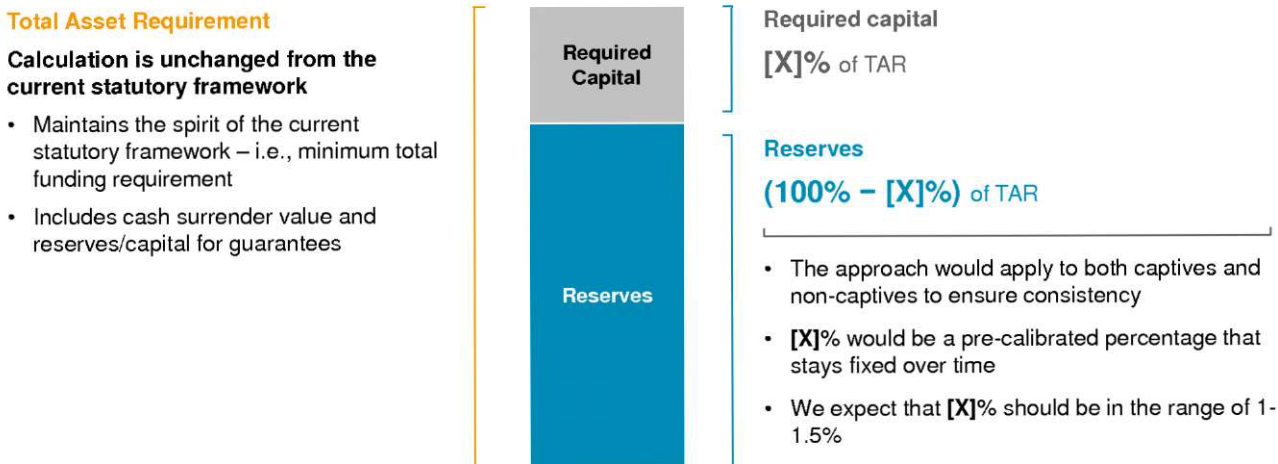 Total Asset Requirement
Calculation is unchanged from the
current statutory framework
• Maintains the spirit of the current
statutory framework – i.e., minimum total
funding requirement
• Includes cash surrender value and
reserves/capital for guarantees
Required
Capital
Reserves
Required capital
[X]% of TAR
Reserves
(100% – [X]%) of TAR
• The approach would apply to both captives and
non-captives to ensure consistency
• [X]% would be a pre-calibrated percentage that
stays fixed over time
• We expect that [X]% should be in the range of 1-
1.5%